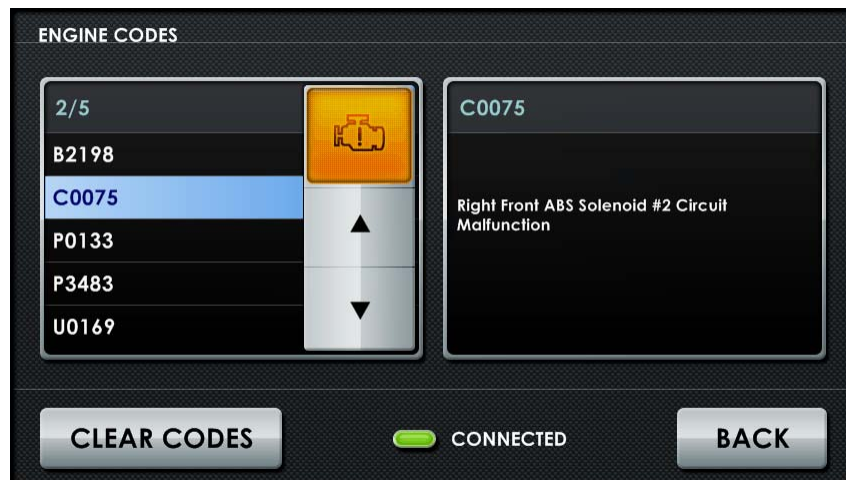 ENGINE CODES
2/5
B2198
C0075
P0133
P3483
U0169
C0075
Right Front ABS Solenoid #2 Circuit
Malfunction
CLEAR CODES
CONNECTED
BACK